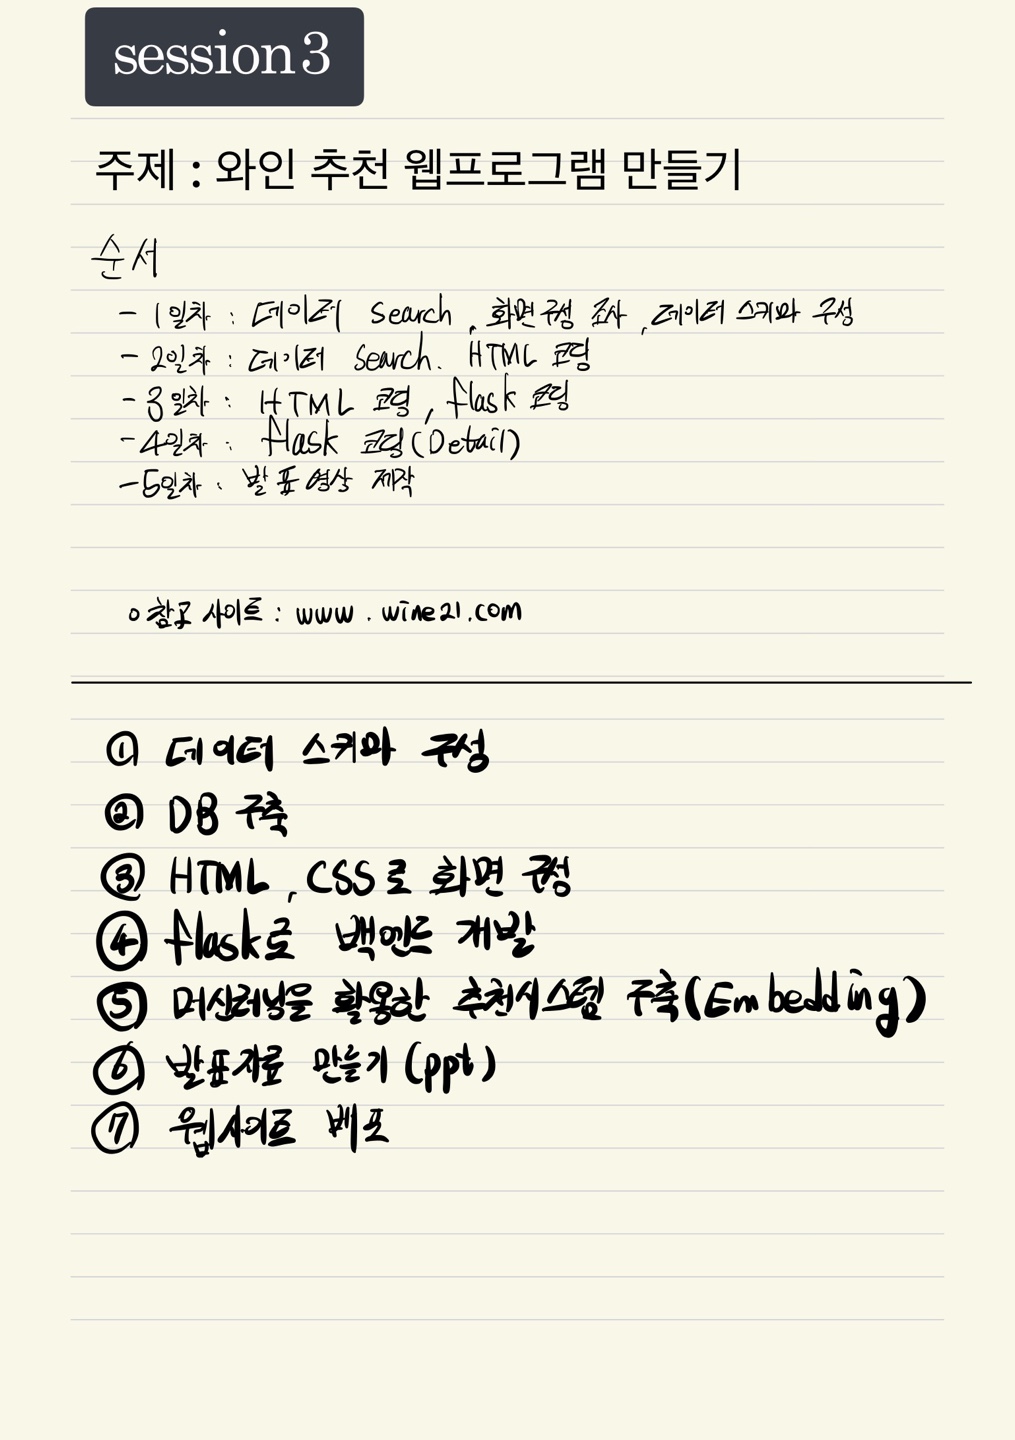 session 3
주제 : 와인 추천 웹프로그램 만들기
순서
- 1일차 : 데이터 search, 화면구성 조사, 데이터 스키마 구성
- 2일차 : 데이터 search. HTML 코딩
- 3일차 : HTML 코딩, flask 코딩
- 4일차 : flask 코딩(Detail)
- 5일차 : 발표영상 제작
○ 참고 사이트 : www.wine21.com
① 데이터 스키마 구성
② DB 구축
③ HTML, CSS로 화면 구성
④ flask로 백엔드 개발
⑤ 머신러닝을 활용한 추천시스템 구축(Embedding)
⑥ 발표자료 만들기 (ppt)
⑦ 웹사이트 베포